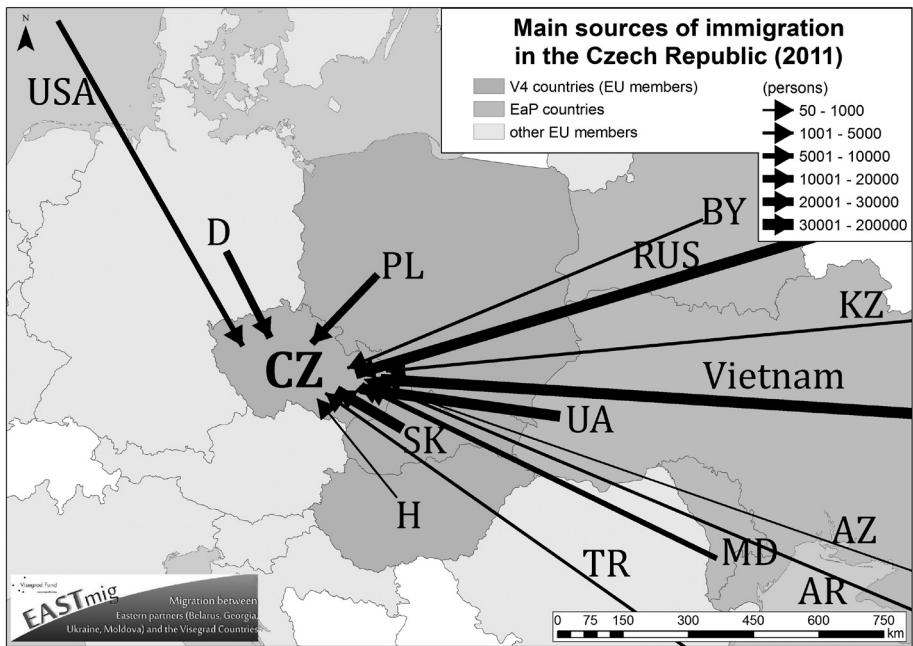 N
Main sources of immigration
in the Czech Republic (2011)
V4 countries (EU members)
EaP countries
other EU members
(persons)
50 - 1000
1001 - 5000
5001 - 10000
10001 - 20000
20001 - 30000
30001 - 200000
USA
D
PL
BY
RUS
KZ
CZ
Vietnam
UA
SK
H
TR
MD
AZ
AR
Visegrad Fund
EASTmig
Migration between
Eastern partners (Belarus, Georgia,
Ukraine, Moldova) and the Visegrad Countries
0 75 150 300 450 600 750
km